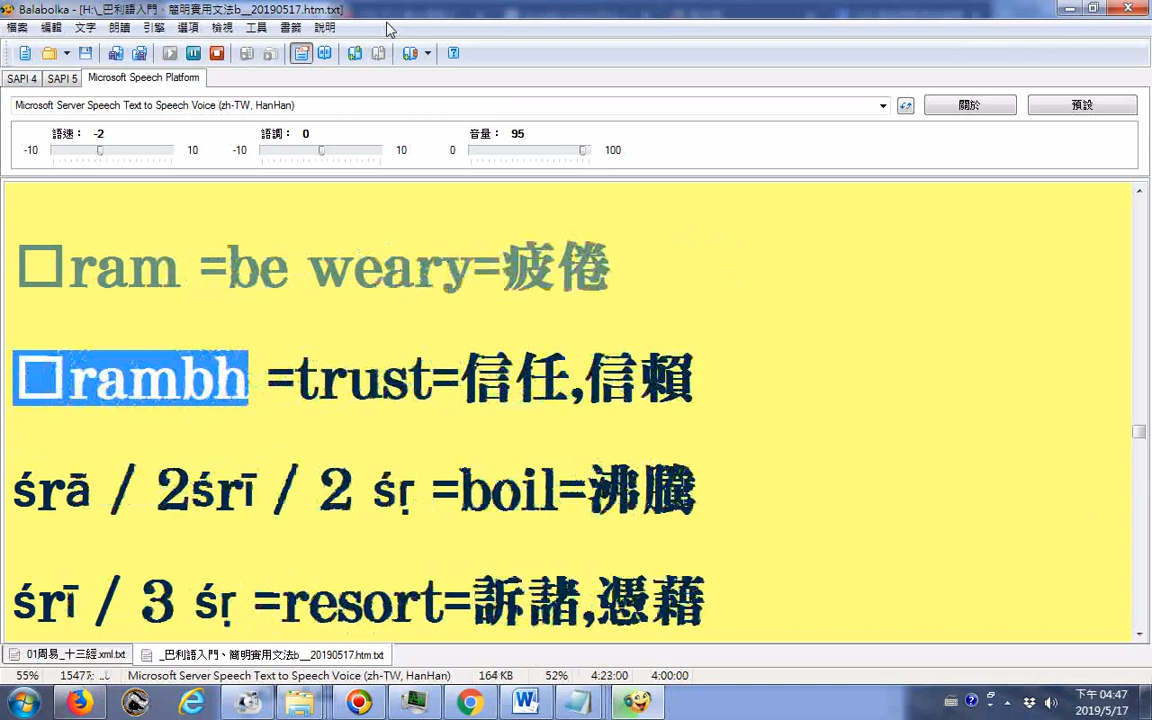 Balabolka - [H:\_巴利語入門、簡明實用文法b__20190517.htm.txt]
檔案 編輯 文字 朗讀 引擎 選項 檢視 工具 書籤 說明
SAPI 4 SAPI 5 Microsoft Speech Platform
Microsoft Server Speech Text to Speech Voice (zh-TW, HanHan) 關於 預設
語速： -2 語調： 0 音量： 95
-10 10 -10 10 0 100
□ram =be weary=疲倦
□rambh =trust=信任,信賴
śrā / 2śrī / 2 śṛ =boil=沸騰
śrī / 3 śṛ =resort=訴諸,憑藉
01周易_十三經.xml.txt _巴利語入門、簡明實用文法b__20190517.htm.txt
55% Microsoft Server Speech Text to Speech Voice (zh-TW, HanHan) 164 KB 52% 4:23:00 4:00:00
下午 04:47
2019/5/17